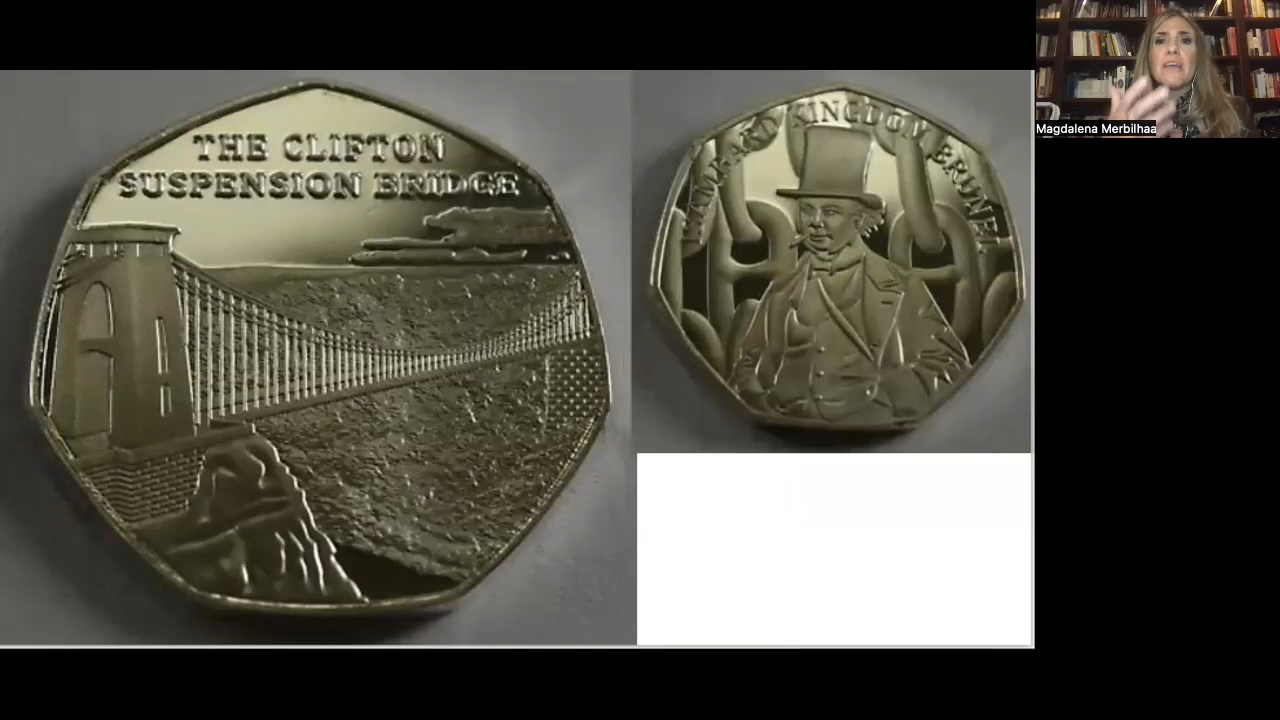 THE CLIFTON
SUSPENSION BRIDGE
KINGDOM BRUNEL
Magdalena Merbilhaa